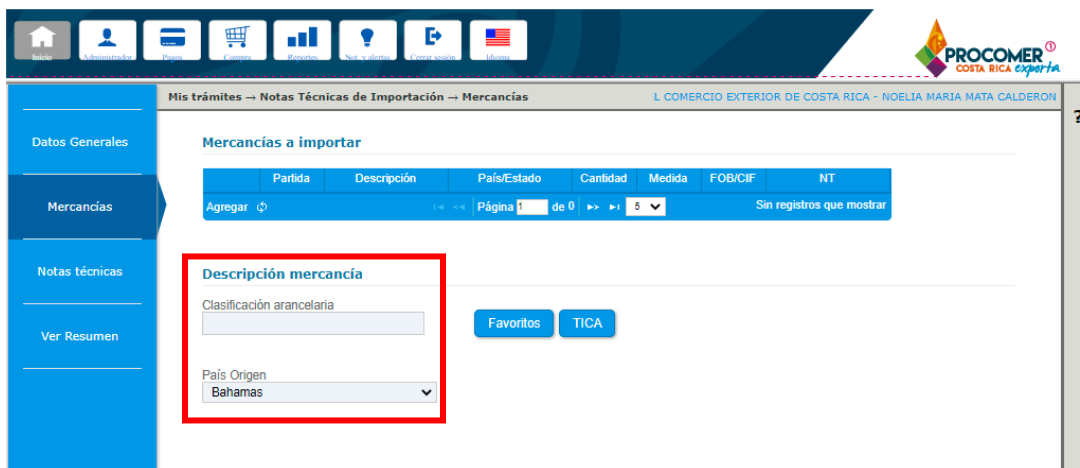 Inicio Administrador Pagos Compra Reportes Not. y alertas Cerrar sesión Idioma
PROCOMER
COSTA RICA exporta
Mis trámites → Notas Técnicas de Importación → Mercancías L COMERCIO EXTERIOR DE COSTA RICA - NOELIA MARIA MATA CALDERON
?
Datos Generales
Mercancías
Notas técnicas
Ver Resumen
Mercancías a importar
Partida Descripción País/Estado Cantidad Medida FOB/CIF NT
Agregar Página 1 de 0 5 Sin registros que mostrar
Descripción mercancía
Clasificación arancelaria
Favoritos TICA
País Origen
Bahamas